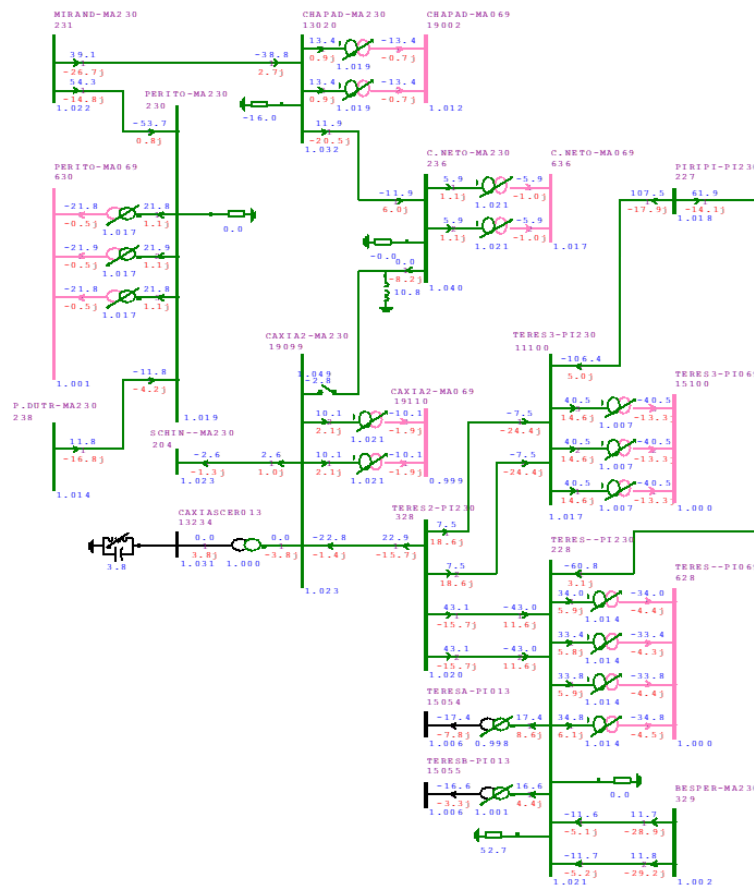 MIRAND-MA230
231
39.1
-26.7j
54.3
-14.8j
1.022
-38.8
2.7j
CHAPAD-MA230
13020
13.4
0.9j
1.019
-13.4
-0.7j
13.4
0.9j
1.019
-13.4
-0.7j
CHAPAD-MA069
19002
1.012
-16.0
1.032
11.9
-20.5j
PERITO-MA230
230
-53.7
0.8j
PERITO-MA069
630
-21.8
-0.5j
1.017
21.8
1.1j
-21.9
-0.5j
1.017
21.9
1.1j
-21.8
-0.5j
1.017
21.8
1.1j
0.0
1.001
-11.8
-4.2j
1.019
P.DUTR-MA230
238
11.8
-16.8j
1.014
C.NETO-MA230
236
-11.9
6.0j
5.9
1.1j
1.021
-5.9
-1.0j
5.9
1.1j
1.021
-5.9
-1.0j
C.NETO-MA069
636
1.017
-0.0
0.0
-8.2j
10.8
1.040
PIRIPI-PI230
227
107.5
-17.9j
61.9
-14.1j
1.018
CAXIA2-MA230
19099
1.049
-2.8
10.1
2.1j
1.021
-10.1
-1.9j
10.1
2.1j
1.021
-10.1
-1.9j
CAXIA2-MA069
19110
0.999
SCHIN--MA230
204
-2.6
-1.3j
2.6
1.0j
1.023
CAXIASCER013
13234
3.8
0.0
3.8j
1.031
1.000
0.0
-3.8j
-22.8
-1.4j
22.9
-15.7j
1.023
TERES2-PI230
328
7.5
18.6j
7.5
18.6j
43.1
-15.7j
-43.0
11.6j
43.1
-15.7j
-43.0
11.6j
1.020
TERES3-PI230
11100
-106.4
5.0j
-7.5
-24.4j
-7.5
-24.4j
40.5
14.6j
1.007
-40.5
-13.3j
40.5
14.6j
1.007
-40.5
-13.3j
40.5
14.6j
1.007
-40.5
-13.3j
1.017
TERES3-PI069
15100
1.000
TERES--PI230
228
-60.8
3.1j
34.0
5.9j
1.014
-34.0
-4.4j
33.4
5.8j
1.014
-33.4
-4.3j
33.8
5.9j
1.014
-33.8
-4.4j
34.8
6.1j
1.014
-34.8
-4.5j
TERES--PI069
628
1.000
TERESA-PI013
15054
-17.4
-7.8j
1.006
0.998
17.4
8.6j
TERESB-PI013
15055
-16.6
-3.3j
1.006
1.001
16.6
4.4j
0.0
52.7
-11.6
-5.1j
11.7
-28.9j
-11.7
-5.2j
11.8
-29.2j
1.021
BESPER-MA230
329
1.002